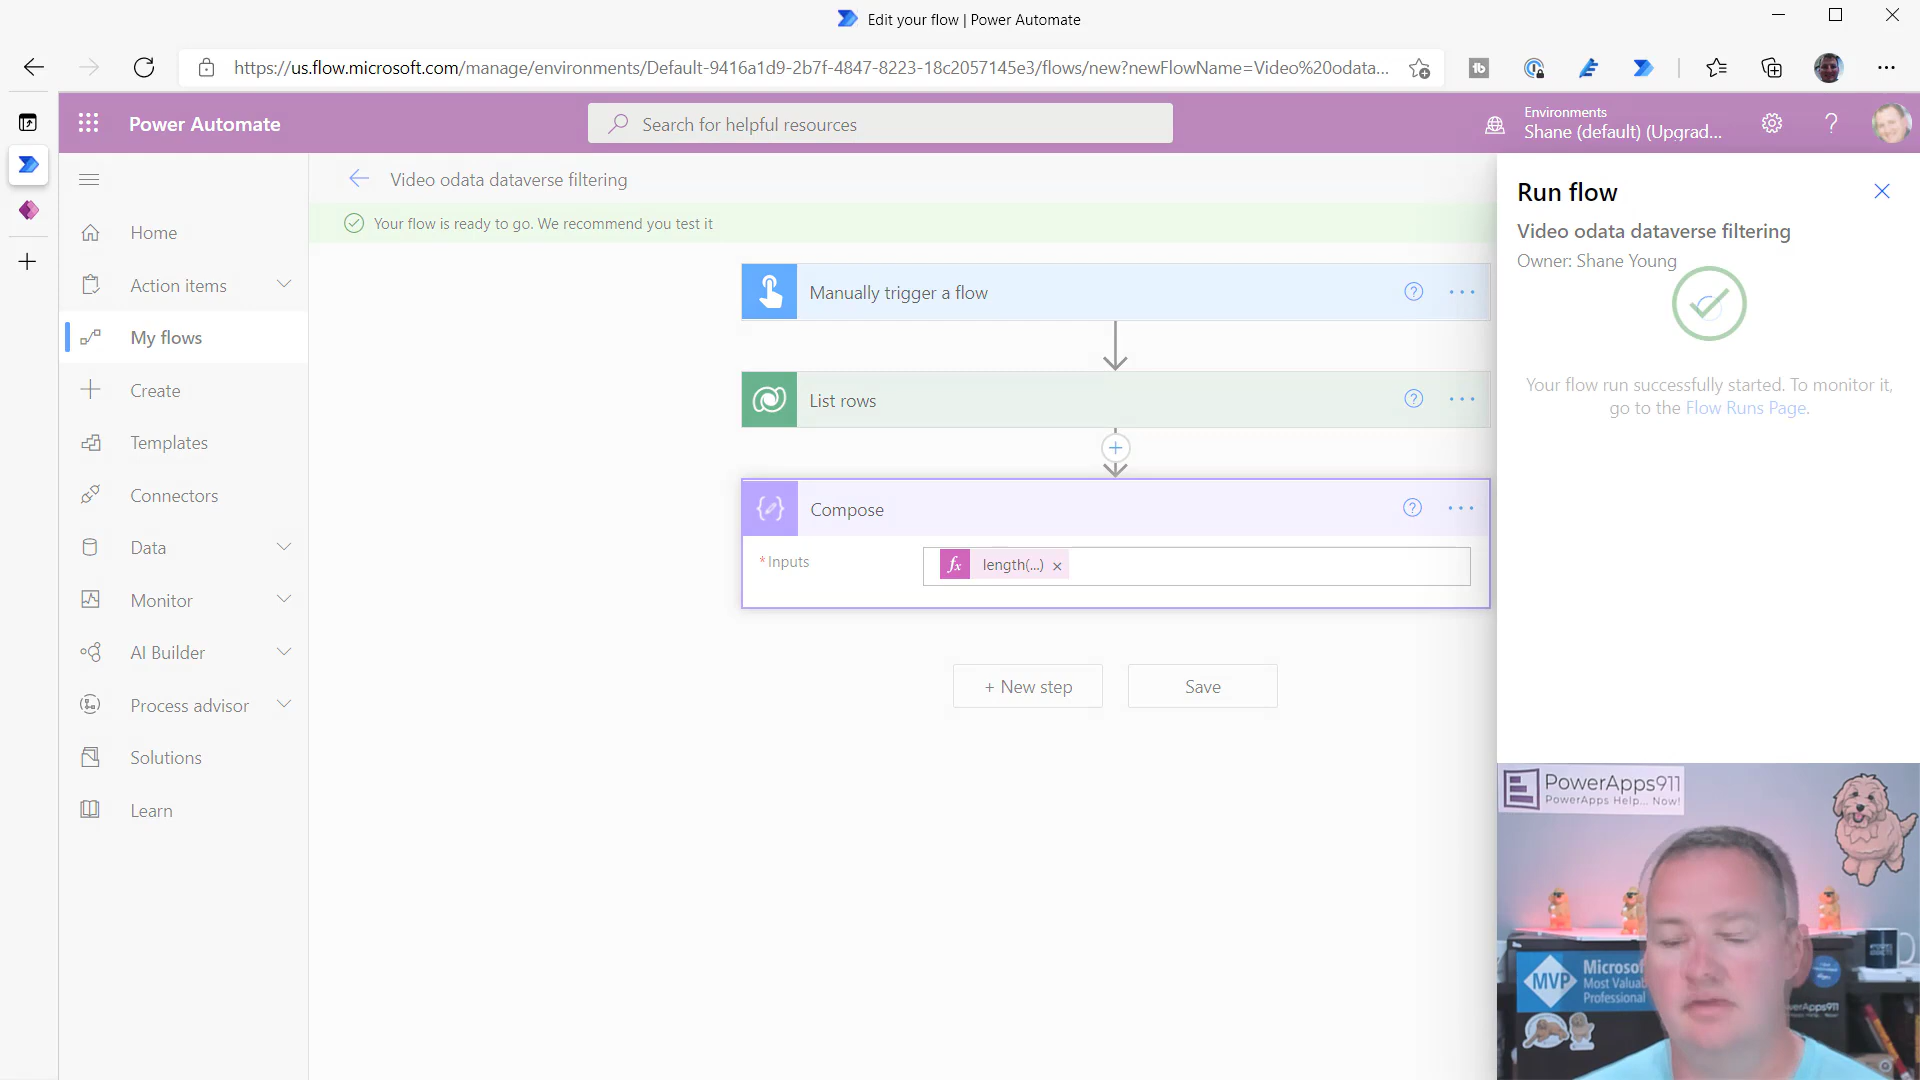 Edit your flow | Power Automate
https://us.flow.microsoft.com/manage/environments/Default-9416a1d9-2b7f-4847-8223-18c2057145e3/flows/new?newFlowName=Video%20odata...
Power Automate
Search for helpful resources
Environments
Shane (default) (Upgrad...
Home
Action items
My flows
Create
Templates
Connectors
Data
Monitor
AI Builder
Process advisor
Solutions
Learn
Video odata dataverse filtering
Your flow is ready to go. We recommend you test it
Manually trigger a flow
List rows
Compose
*Inputs
fx length(...) ×
+ New step
Save
Run flow
Video odata dataverse filtering
Owner: Shane Young
Your flow run successfully started. To monitor it,
go to the Flow Runs Page.
PowerApps911
PowerApps Help... Now!
MVP
Microsof
Most Valuab
Professional